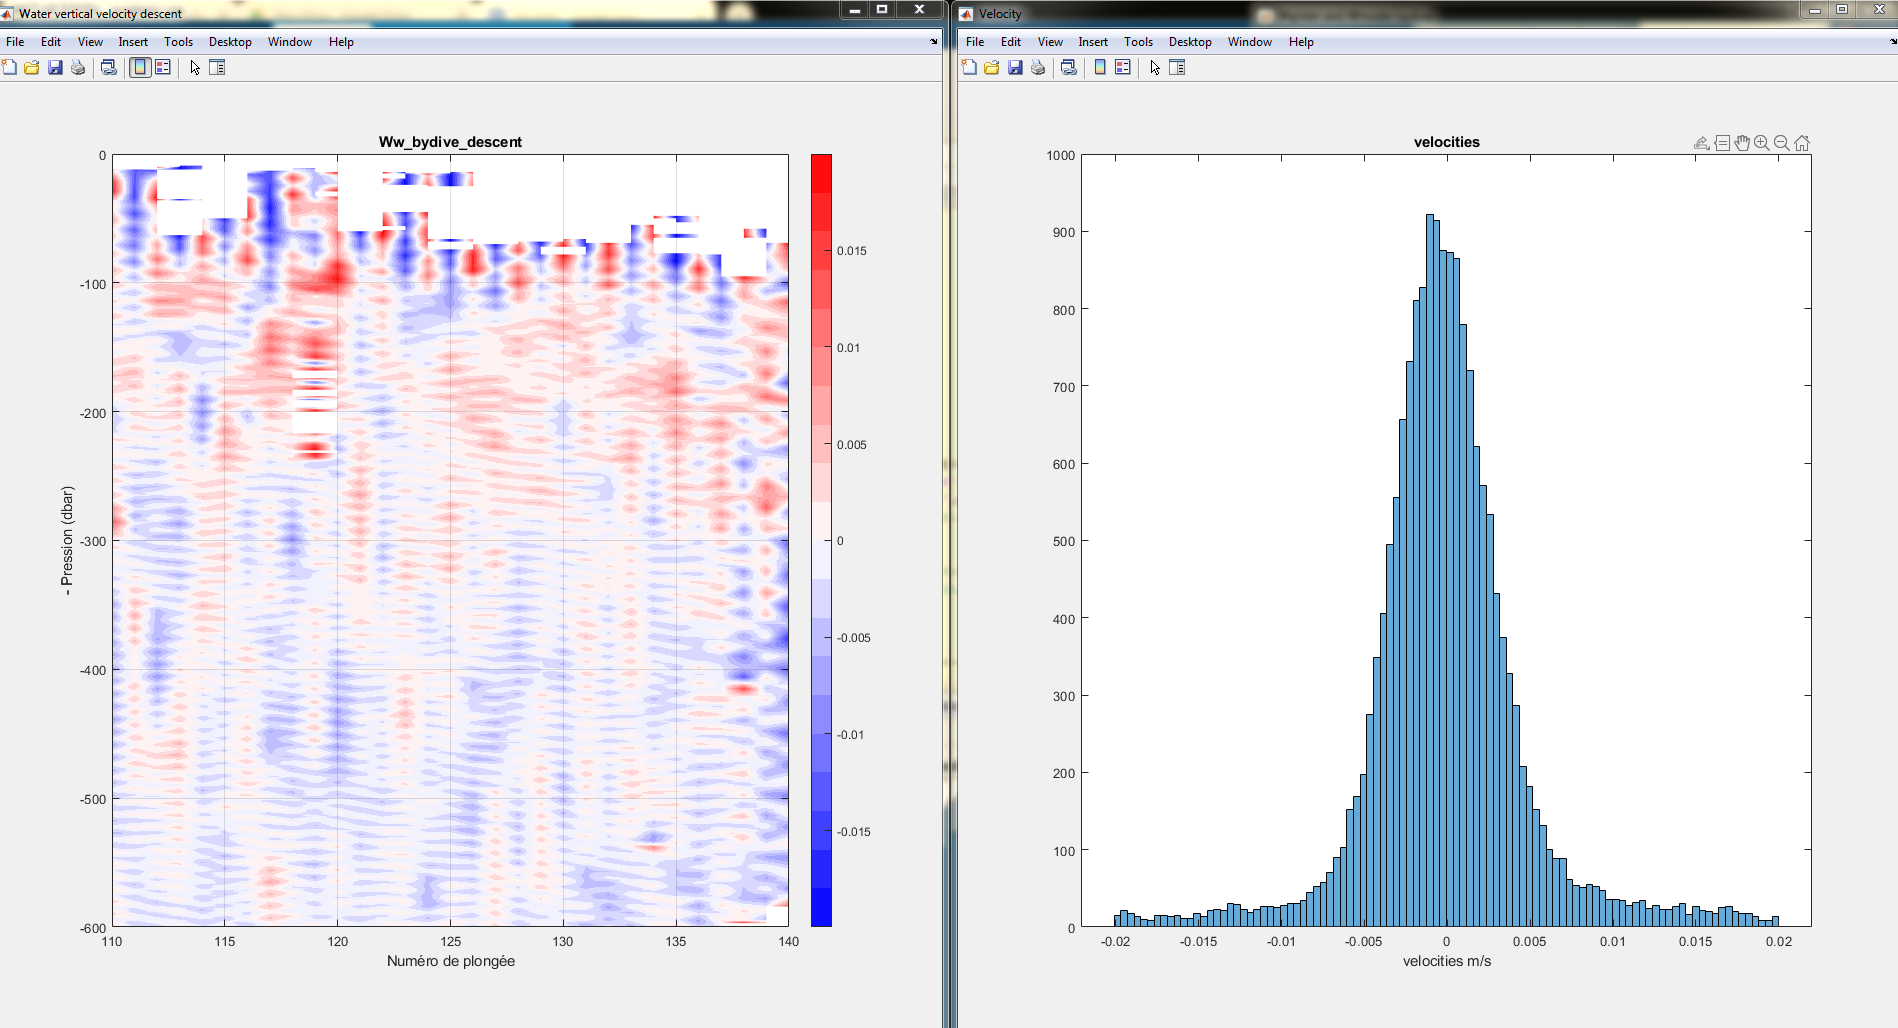 Water vertical velocity descent
File Edit View Insert Tools Desktop Window Help
Ww_bydive_descent
0
-100
-200
-300
-400
-500
-600
- Pression (dbar)
110 115 120 125 130 135 140
Numéro de plongée
0.015
0.01
0.005
0
-0.005
-0.01
-0.015
Velocity
File Edit View Insert Tools Desktop Window Help
velocities
1000
900
800
700
600
500
400
300
200
100
0
-0.02 -0.015 -0.01 -0.005 0 0.005 0.01 0.015 0.02
velocities m/s